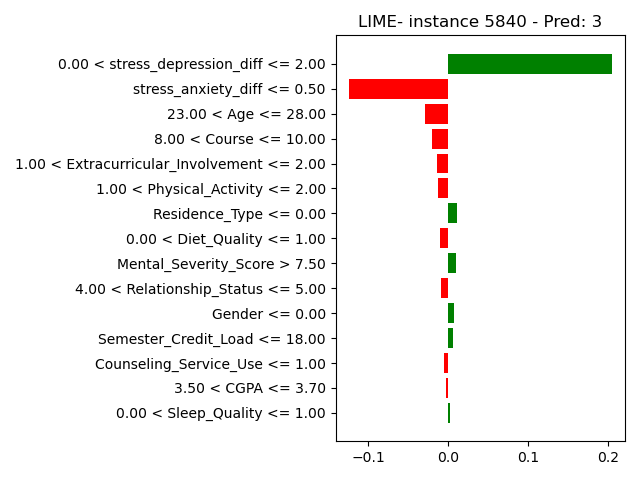 LIME- instance 5840 - Pred: 3
0.00 < stress_depression_diff <= 2.00
stress_anxiety_diff <= 0.50
23.00 < Age <= 28.00
8.00 < Course <= 10.00
1.00 < Extracurricular_Involvement <= 2.00
1.00 < Physical_Activity <= 2.00
Residence_Type <= 0.00
0.00 < Diet_Quality <= 1.00
Mental_Severity_Score > 7.50
4.00 < Relationship_Status <= 5.00
Gender <= 0.00
Semester_Credit_Load <= 18.00
Counseling_Service_Use <= 1.00
3.50 < CGPA <= 3.70
0.00 < Sleep_Quality <= 1.00
−0.1 0.0 0.1 0.2